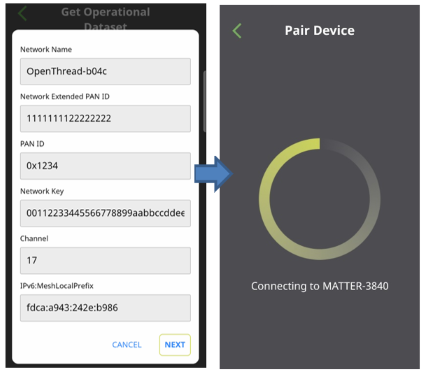 Get Operational
Dataset
Network Name
OpenThread-b04c
Network Extended PAN ID
1111111122222222
PAN ID
0x1234
Network Key
00112233445566778899aabbccddee
Channel
17
IPv6:MeshLocalPrefix
fdca:a943:242e:b986
CANCEL
NEXT
Pair Device
Connecting to MATTER-3840